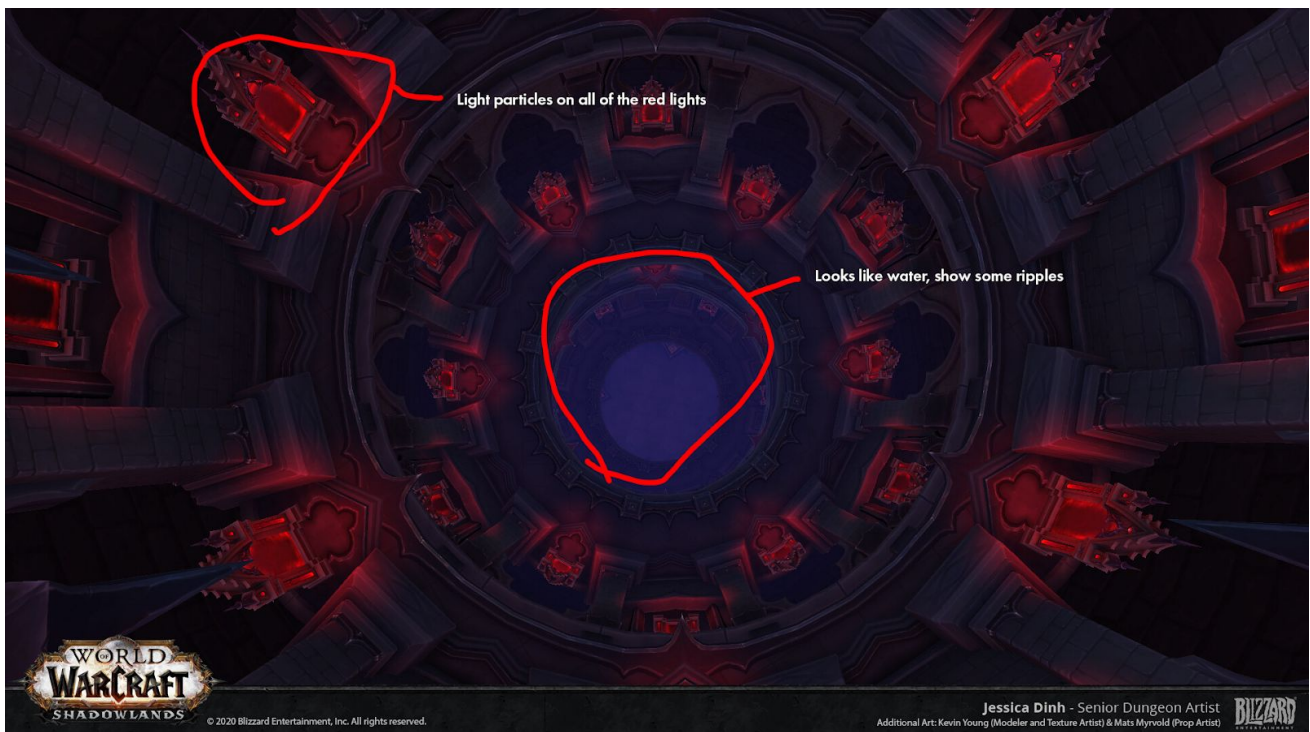 Light particles on all of the red lights
Looks like water, show some ripples
WORLD
OF
WARCRAFT
SHADOWLANDS
© 2020 Blizzard Entertainment, Inc. All rights reserved.
Jessica Dinh - Senior Dungeon Artist
Additional Art: Kevin Young (Modeler and Texture Artist) & Mats Myrvold (Prop Artist)
BLIZZARD
ENTERTAINMENT